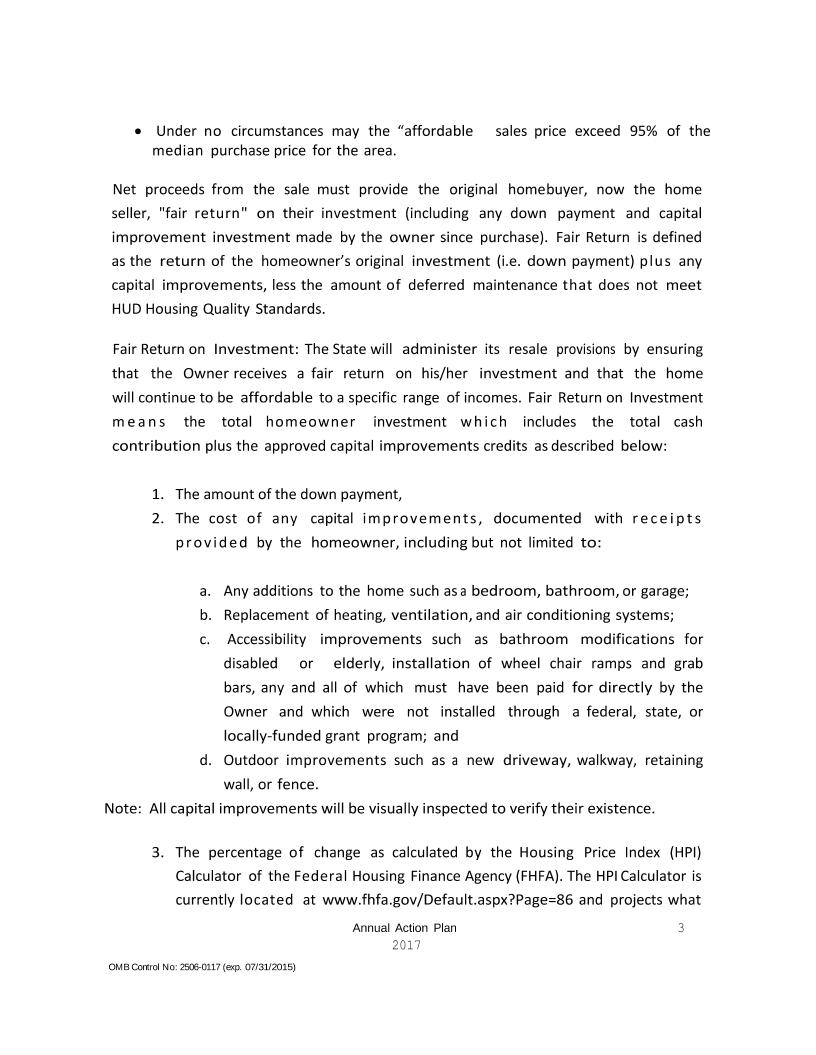 • Under no circumstances may the “affordable sales price exceed 95% of the
median purchase price for the area.
Net proceeds from the sale must provide the original homebuyer, now the home
seller, "fair return" on their investment (including any down payment and capital
improvement investment made by the owner since purchase). Fair Return is defined
as the return of the homeowner’s original investment (i.e. down payment) plus any
capital improvements, less the amount of deferred maintenance that does not meet
HUD Housing Quality Standards.
Fair Return on Investment: The State will administer its resale provisions by ensuring
that the Owner receives a fair return on his/her investment and that the home
will continue to be affordable to a specific range of incomes. Fair Return on Investment
means the total homeowner investment which includes the total cash
contribution plus the approved capital improvements credits as described below:
1. The amount of the down payment,
2. The cost of any capital improvements, documented with receipts
provided by the homeowner, including but not limited to:
a. Any additions to the home such as a bedroom, bathroom, or garage;
b. Replacement of heating, ventilation, and air conditioning systems;
c. Accessibility improvements such as bathroom modifications for
disabled or elderly, installation of wheel chair ramps and grab
bars, any and all of which must have been paid for directly by the
Owner and which were not installed through a federal, state, or
locally-funded grant program; and
d. Outdoor improvements such as a new driveway, walkway, retaining
wall, or fence.
Note: All capital improvements will be visually inspected to verify their existence.
3. The percentage of change as calculated by the Housing Price Index (HPI)
Calculator of the Federal Housing Finance Agency (FHFA). The HPI Calculator is
currently located at www.fhfa.gov/Default.aspx?Page=86 and projects what
Annual Action Plan 3
2017
OMB Control No: 2506-0117 (exp. 07/31/2015)